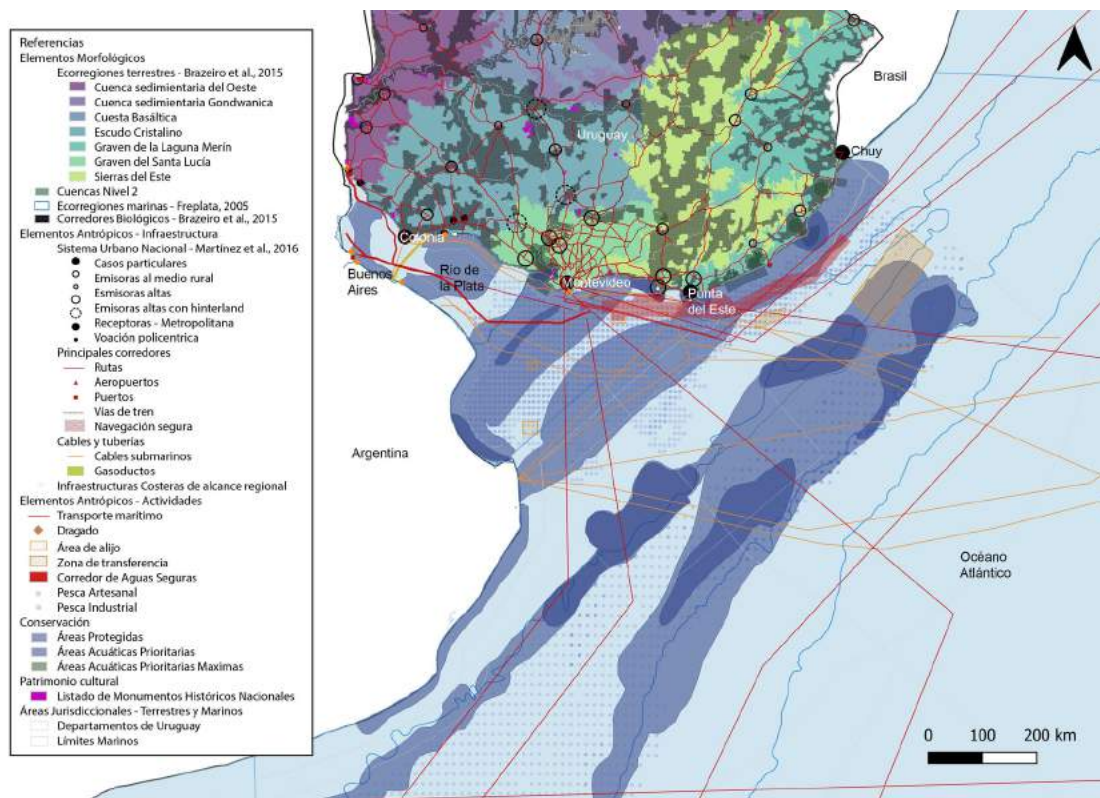 Referencias
Elementos Morfológicos
Ecorregiones terrestres - Brazeiro et al., 2015
Cuenca sedimentaria del Oeste
Cuenca sedimentaria Gondwanica
Cuesta Basáltica
Escudo Cristalino
Graven de la Laguna Merín
Graven del Santa Lucía
Sierras del Este
Cuencas Nivel 2
Ecorregiones marinas - Freplata, 2005
Corredores Biológicos - Brazeiro et al., 2015
Elementos Antrópicos - Infraestructura
Sistema Urbano Nacional - Martínez et al., 2016
Casos particulares
Emisoras al medio rural
Esmisoras altas
Emisoras altas con hinterland
Receptoras - Metropolitana
Voación policentrica
Principales corredores
Rutas
Aeropuertos
Puertos
Vías de tren
Navegación segura
Cables y tuberías
Cables submarinos
Gasoductos
Infraestructuras Costeras de alcance regional
Elementos Antrópicos - Actividades
Transporte marítimo
Dragado
Área de alijo
Zona de transferencia
Corredor de Aguas Seguras
Pesca Artesanal
Pesca Industrial
Conservación
Áreas Protegidas
Áreas Acuáticas Prioritarias
Áreas Acuáticas Prioritarias Maximas
Patrimonio cultural
Listado de Monumentos Históricos Nacionales
Áreas Jurisdiccionales - Terrestres y Marinos
Departamentos de Uruguay
Límites Marinos
Brasil
Uruguay
Chuy
Colonia
Buenos
Aires
Río de
la Plata
Montevideo
Punta
del Este
Argentina
Océano
Atlántico
0 100 200 km